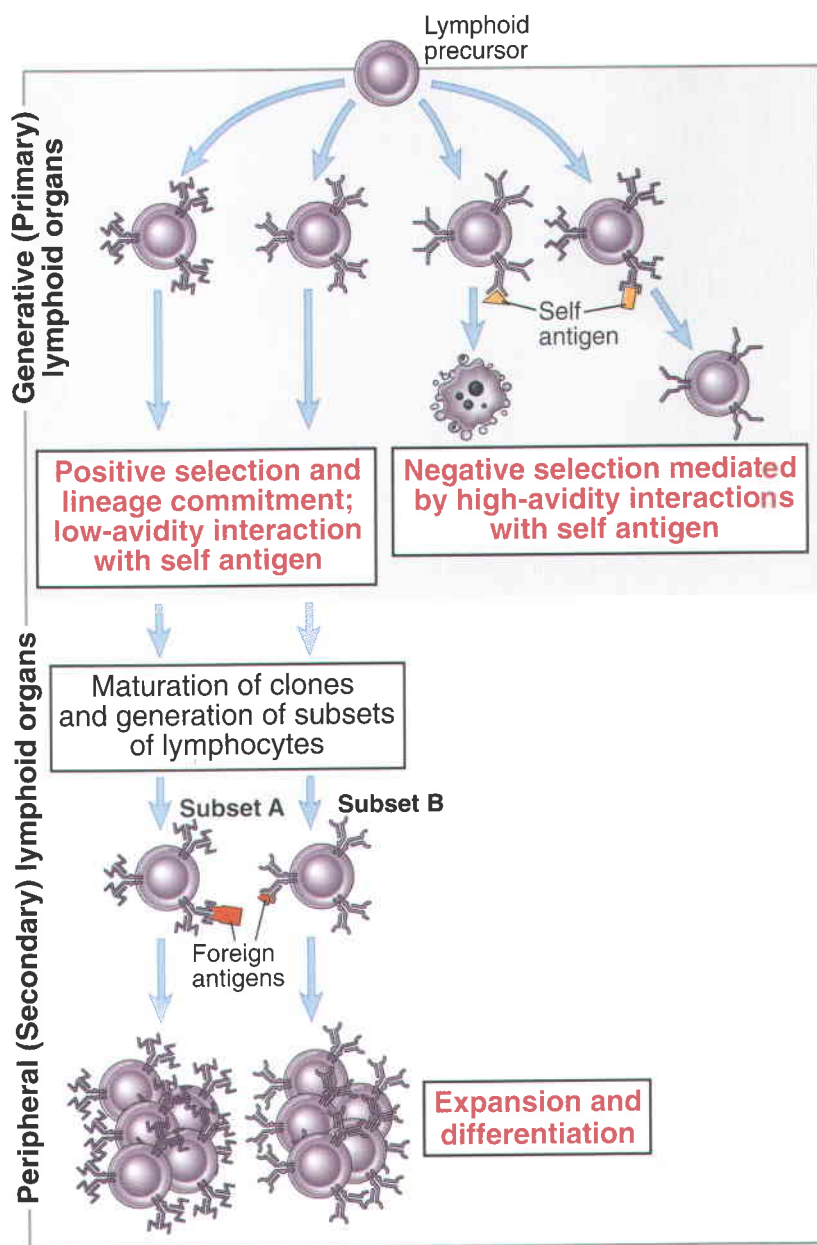 Lymphoid
precursor
Generative (Primary)
lymphoid organs
Self
antigen
Positive selection and
lineage commitment;
low-avidity interaction
with self antigen
Negative selection mediated
by high-avidity interactions
with self antigen
Peripheral (Secondary) lymphoid organs
Maturation of clones
and generation of subsets
of lymphocytes
Subset A
Subset B
Foreign
antigens
Expansion and
differentiation